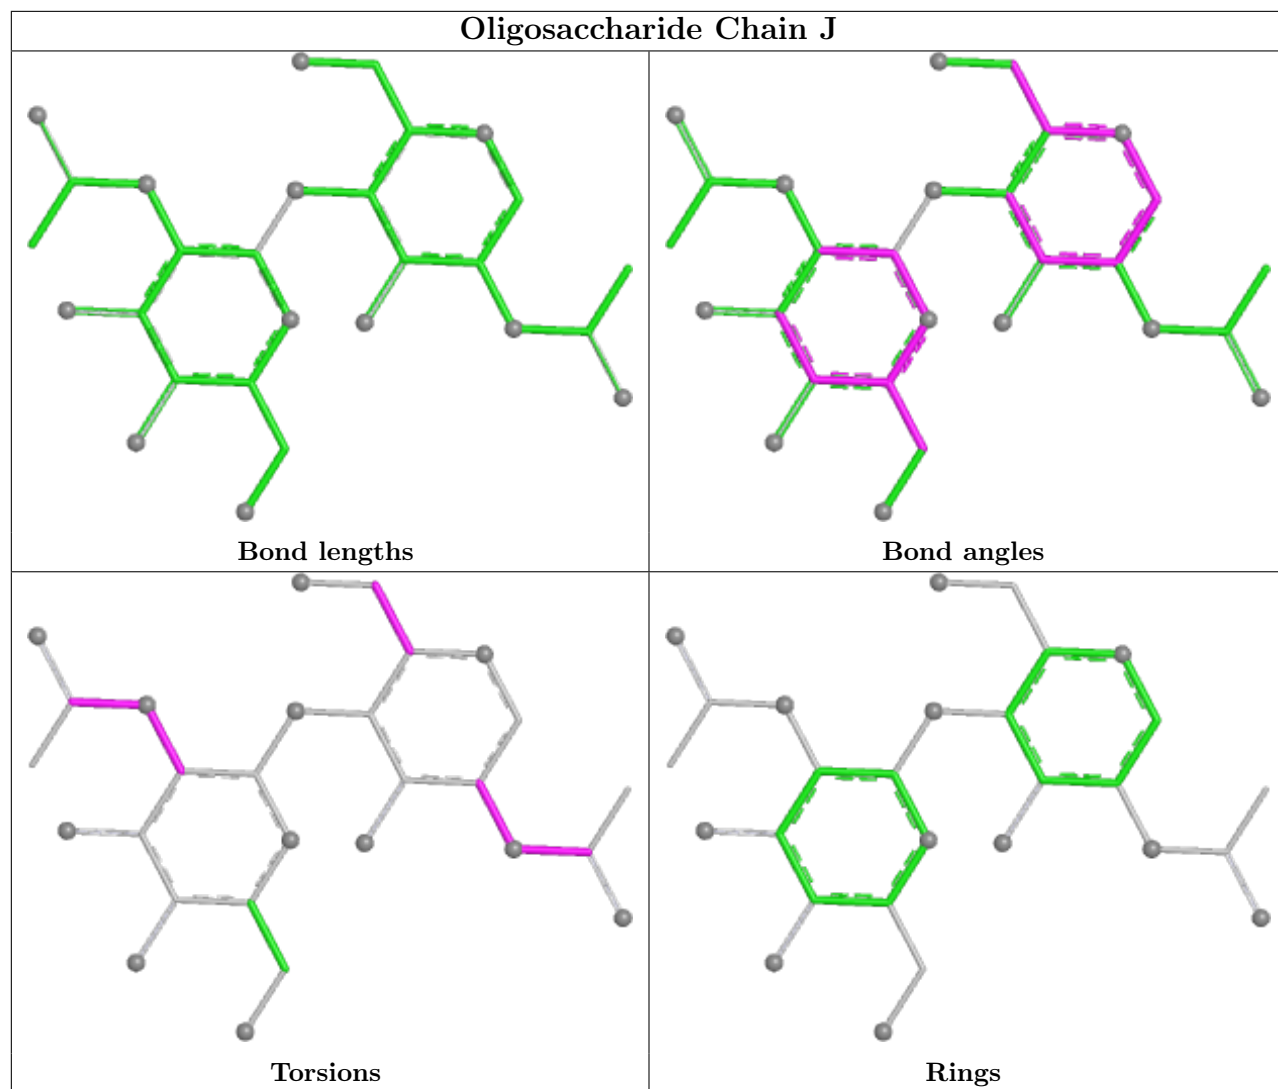 Oligosaccharide Chain J
Bond lengths
Bond angles
Torsions
Rings